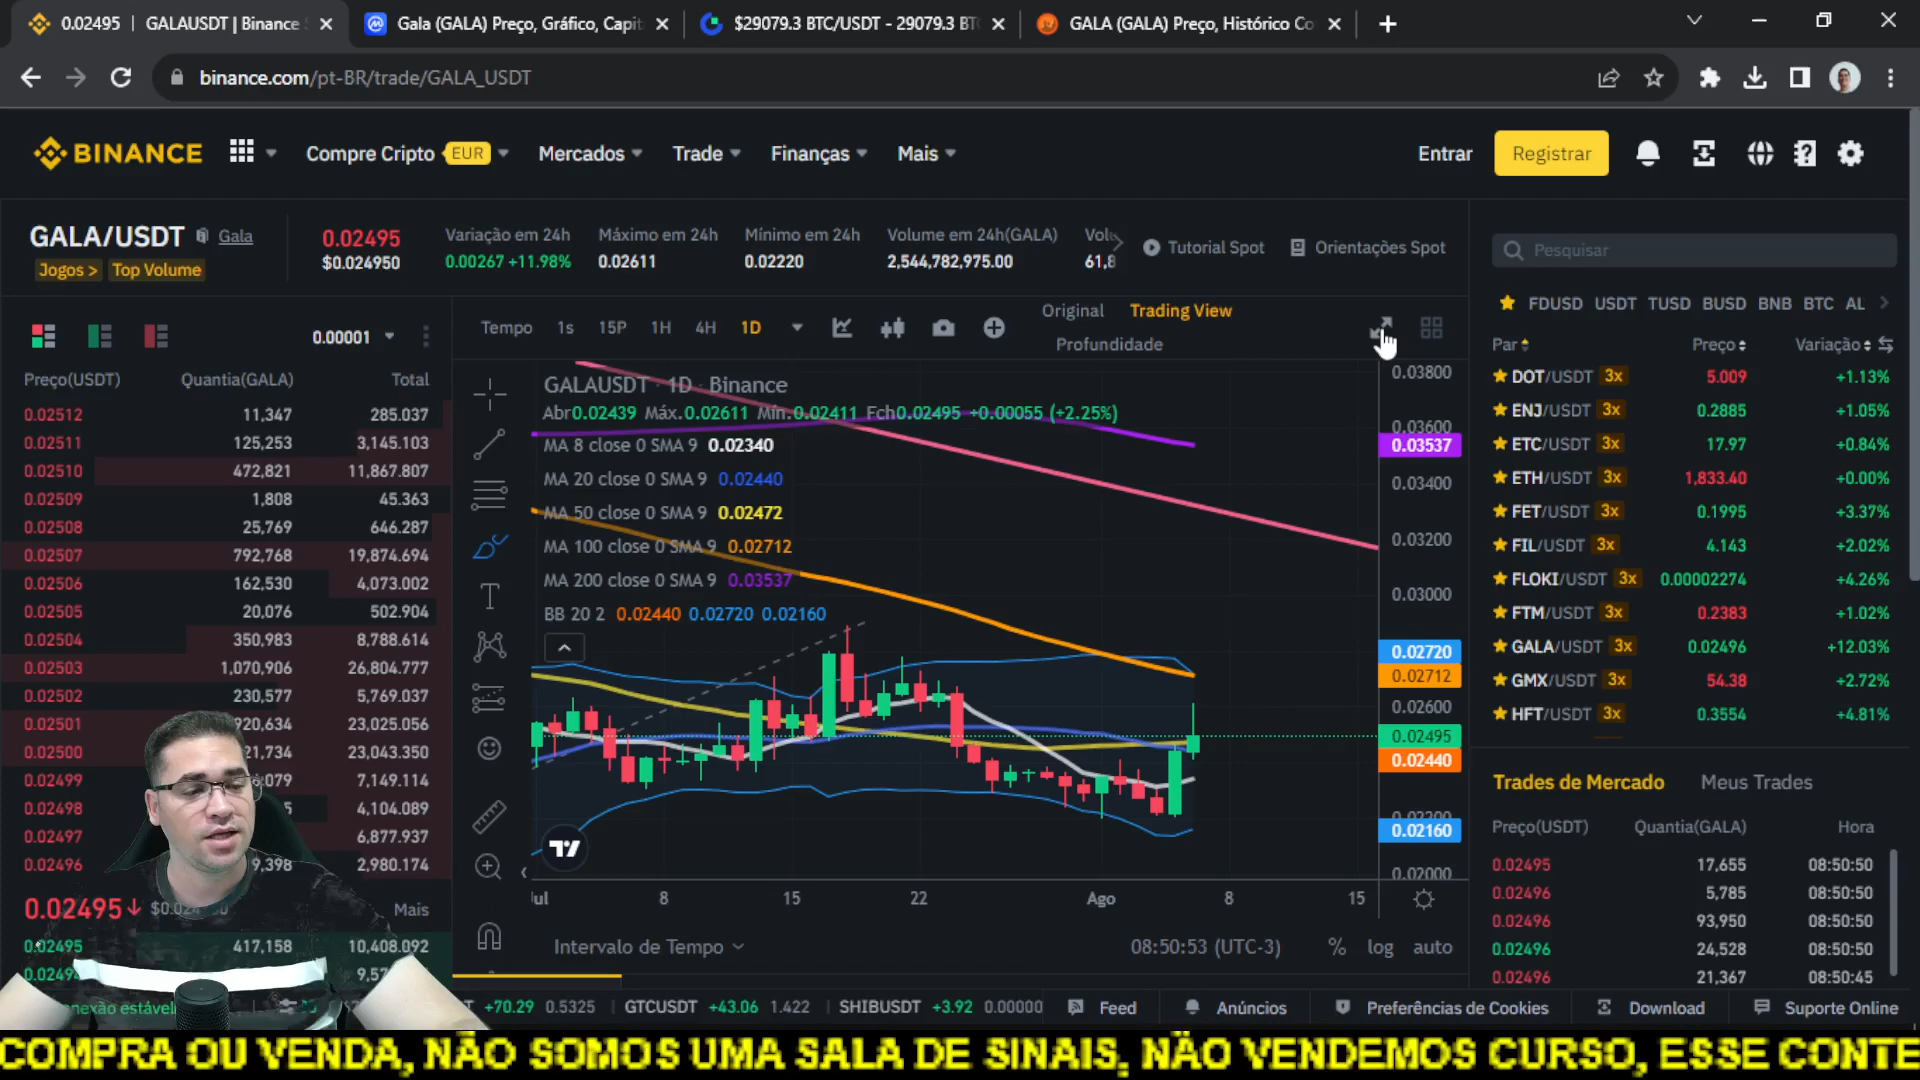 0.02495 | GALAUSDT | Binance S
Gala (GALA) Preço, Gráfico, Capit
$29079.3 BTC/USDT - 29079.3 BT
GALA (GALA) Preço, Histórico Co
binance.com/pt-BR/trade/GALA_USDT
BINANCE
Compre Cripto EUR
Mercados
Trade
Finanças
Mais
Entrar
Registrar
GALA/USDT
Gala
Jogos >
Top Volume
0.02495
$0.024950
Variação em 24h
0.00267 +11.98%
Máximo em 24h
0.02611
Mínimo em 24h
0.02220
Volume em 24h(GALA)
2,544,782,975.00
61,8
Tutorial Spot
Orientações Spot
Pesquisar
0.00001
Preço(USDT) Quantia(GALA) Total
0.02512 11,347 285.037
0.02511 125,253 3,145.103
0.02510 472,821 11,867.807
0.02509 1,808 45.363
0.02508 25,769 646.287
0.02507 792,768 19,874.694
0.02506 162,530 4,073.002
0.02505 20,076 502.904
0.02504 350,983 8,788.614
0.02503 1,070,906 26,804.777
0.02502 230,577 5,769.037
0.02501 920,634 23,025.056
0.02500 21,734 23,043.350
0.02499 079 7,149.114
0.02498 5 4,104.089
0.02497 6,877.937
0.02496 9,398 2,980.174
0.02495↓ Mais
0.02495 417,158 10,408.092
Tempo 1s 15P 1H 4H 1D
Original Trading View
Profundidade
GALAUSDT · 1D · Binance
Abr0.02439 Máx.0.02611 Mín.0.02411 Fch0.02495 +0.00055 (+2.25%)
MA 8 close 0 SMA 9 0.02340
MA 20 close 0 SMA 9 0.02440
MA 50 close 0 SMA 9 0.02472
MA 100 close 0 SMA 9 0.02712
MA 200 close 0 SMA 9 0.03537
BB 20 2 0.02440 0.02720 0.02160
0.03800
0.03600
0.03537
0.03400
0.03200
0.03000
0.02720
0.02712
0.02600
0.02495
0.02440
0.02200
0.02160
0.02000
Jul 8 15 22 Ago 8 15
Intervalo de Tempo
08:50:53 (UTC-3) % log auto
FDUSD USDT TUSD BUSD BNB BTC AL
Par Preço Variação
DOT/USDT 3x 5.009 +1.13%
ENJ/USDT 3x 0.2885 +1.05%
ETC/USDT 3x 17.97 +0.84%
ETH/USDT 3x 1,833.40 +0.00%
FET/USDT 3x 0.1995 +3.37%
FIL/USDT 3x 4.143 +2.02%
FLOKI/USDT 3x 0.00002274 +4.26%
FTM/USDT 3x 0.2383 +1.02%
GALA/USDT 3x 0.02496 +12.03%
GMX/USDT 3x 54.38 +2.72%
HFT/USDT 3x 0.3554 +4.81%
Trades de Mercado Meus Trades
Preço(USDT) Quantia(GALA) Hora
0.02495 17,655 08:50:50
0.02496 5,785 08:50:50
0.02496 93,950 08:50:50
0.02496 24,528 08:50:50
0.02496 21,367 08:50:45
T +70.29 0.5325 GTCUSDT +43.06 1.422 SHIBUSDT +3.92 0.00000
Feed
Anúncios
Preferências de Cookies
Download
Suporte Online
COMPRA OU VENDA, NÃO SOMOS UMA SALA DE SINAIS, NÃO VENDEMOS CURSO, ESSE CONTE